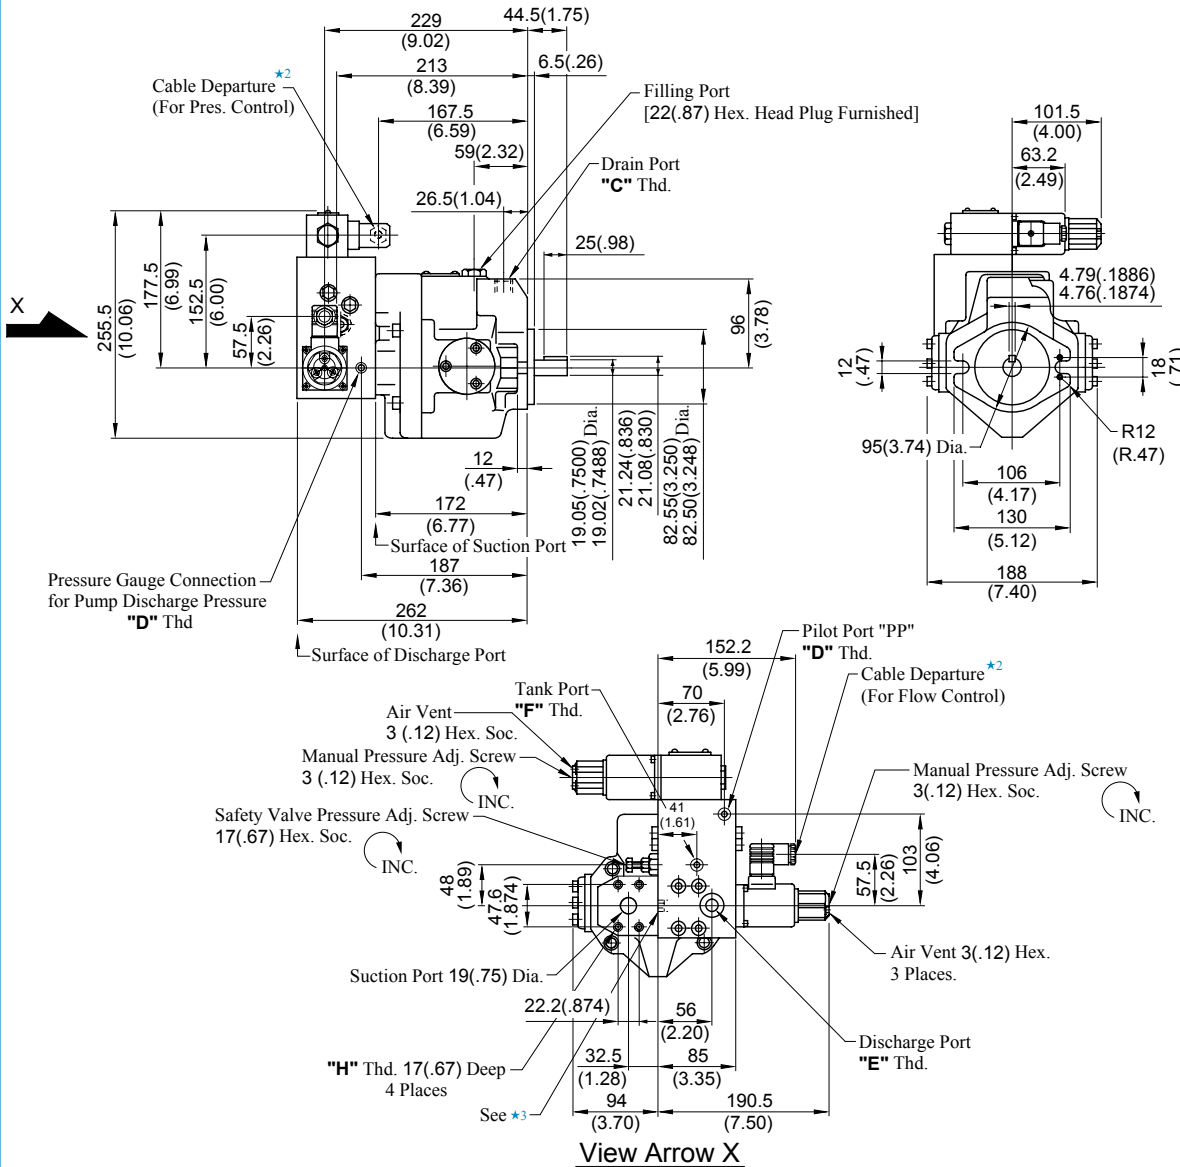 229
(9.02)
44.5(1.75)
213
(8.39)
6.5(.26)
Cable Departure ★2
(For Pres. Control)
167.5
(6.59)
Filling Port
[22(.87) Hex. Head Plug Furnished]
59(2.32)
Drain Port
"C" Thd.
26.5(1.04)
25(.98)
X
255.5
(10.06)
177.5
(6.99)
152.5
(6.00)
57.5
(2.26)
96
(3.78)
12
(.47)
172
(6.77)
Surface of Suction Port
187
(7.36)
Pressure Gauge Connection
for Pump Discharge Pressure
"D" Thd
262
(10.31)
Surface of Discharge Port
19.05(.7500)
19.02(.7488) Dia.
21.24(.836)
21.08(.830)
82.55(3.250)
82.50(3.248) Dia.
101.5
(4.00)
63.2
(2.49)
4.79(.1886)
4.76(.1874)
12
(.47)
18
(.71)
95(3.74) Dia.
R12
(R.47)
106
(4.17)
130
(5.12)
188
(7.40)
Pilot Port "PP"
"D" Thd.
152.2
(5.99)
Cable Departure ★2
(For Flow Control)
Tank Port
"F" Thd.
70
(2.76)
Air Vent
3 (.12) Hex. Soc.
Manual Pressure Adj. Screw
3 (.12) Hex. Soc.
INC.
Manual Pressure Adj. Screw
3(.12) Hex. Soc.
INC.
41
(1.61)
Safety Valve Pressure Adj. Screw
17(.67) Hex. Soc.
INC.
48
(1.89)
47.6
(1.874)
57.5
(2.26)
103
(4.06)
Air Vent 3(.12) Hex.
3 Places.
Suction Port 19(.75) Dia.
22.2(.874)
56
(2.20)
Discharge Port
"E" Thd.
"H" Thd. 17(.67) Deep
4 Places
32.5
(1.28)
85
(3.35)
See ★3
94
(3.70)
190.5
(7.50)
View Arrow X